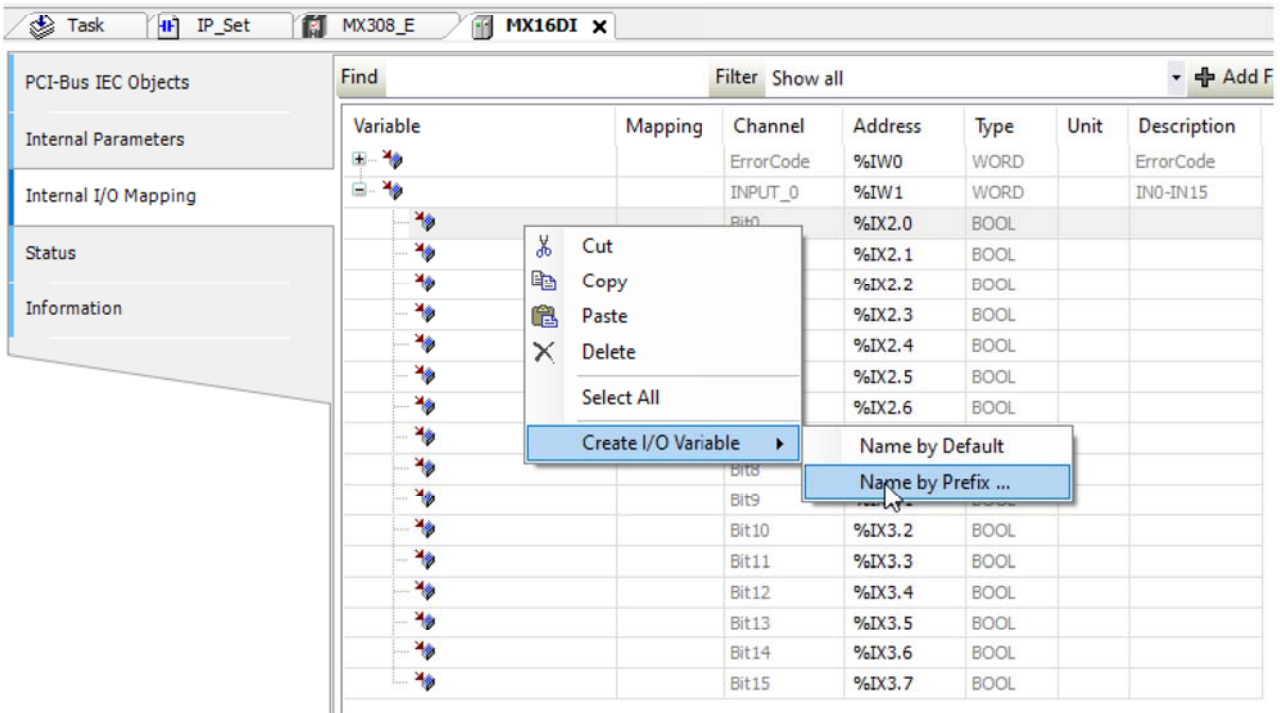 Task IP_Set MX308_E MX16DI
PCI-Bus IEC Objects
Internal Parameters
Internal I/O Mapping
Status
Information
Find Filter Show all Add F
Variable Mapping Channel Address Type Unit Description
ErrorCode %IW0 WORD ErrorCode
INPUT_0 %IW1 WORD IN0-IN15
Bit0 %IX2.0 BOOL
%IX2.1 BOOL
%IX2.2 BOOL
%IX2.3 BOOL
%IX2.4 BOOL
%IX2.5 BOOL
%IX2.6 BOOL
Bit8
Bit9
Bit10 %IX3.2 BOOL
Bit11 %IX3.3 BOOL
Bit12 %IX3.4 BOOL
Bit13 %IX3.5 BOOL
Bit14 %IX3.6 BOOL
Bit15 %IX3.7 BOOL
Cut
Copy
Paste
Delete
Select All
Create I/O Variable
Name by Default
Name by Prefix ...